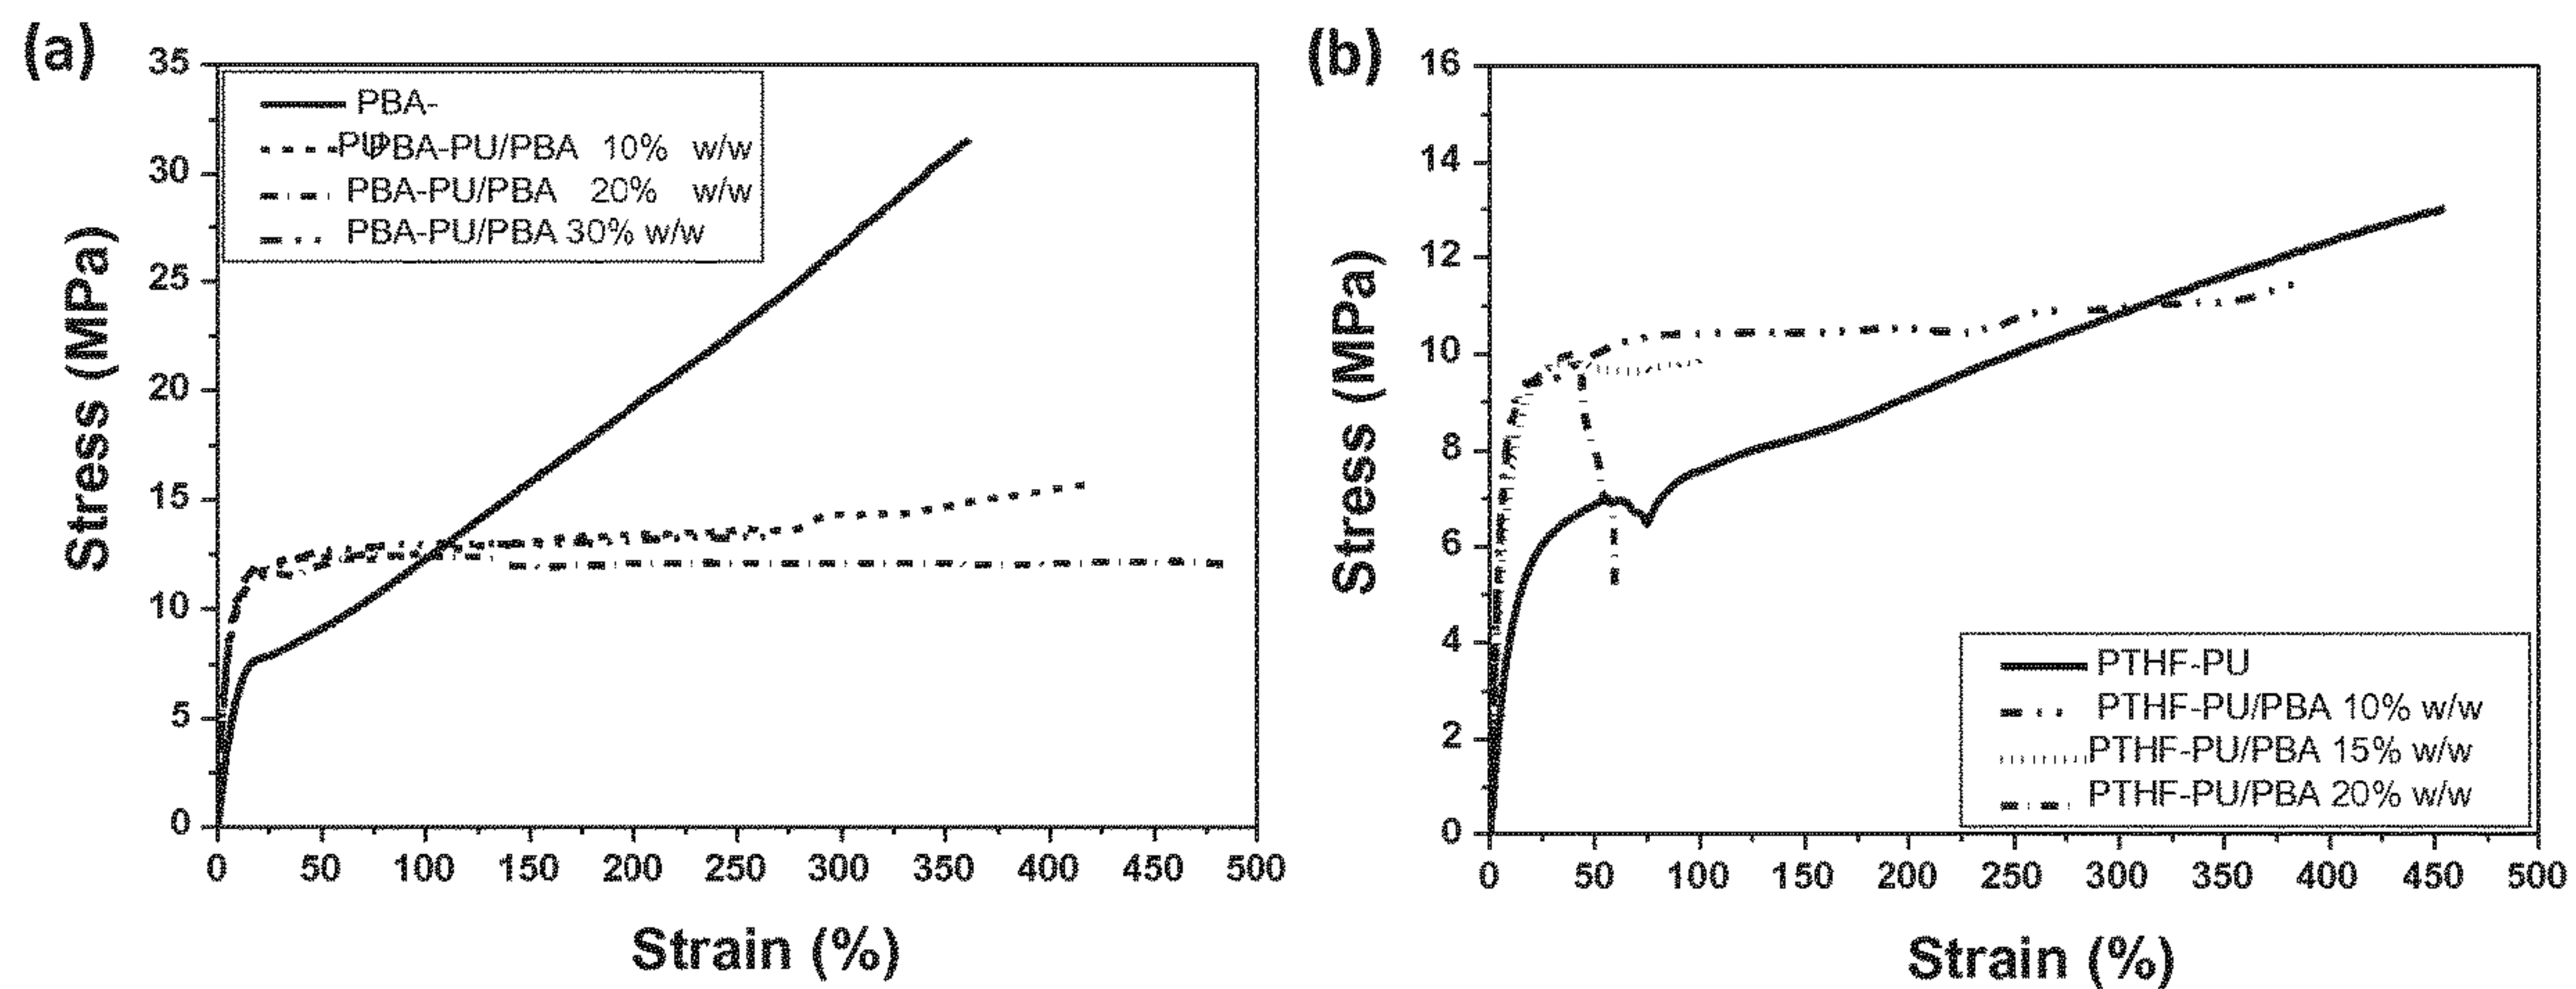 (a)
35
30
25
20
15
10
5
0
Stress (MPa)
PBA-
PU
PBA-PU/PBA 10% w/w
PBA-PU/PBA 20% w/w
PBA-PU/PBA 30% w/w
0 50 100 150 200 250 300 350 400 450 500
Strain (%)
(b)
16
14
12
10
8
6
4
2
0
Stress (MPa)
PTHF-PU
PTHF-PU/PBA 10% w/w
PTHF-PU/PBA 15% w/w
PTHF-PU/PBA 20% w/w
0 50 100 150 200 250 300 350 400 450 500
Strain (%)